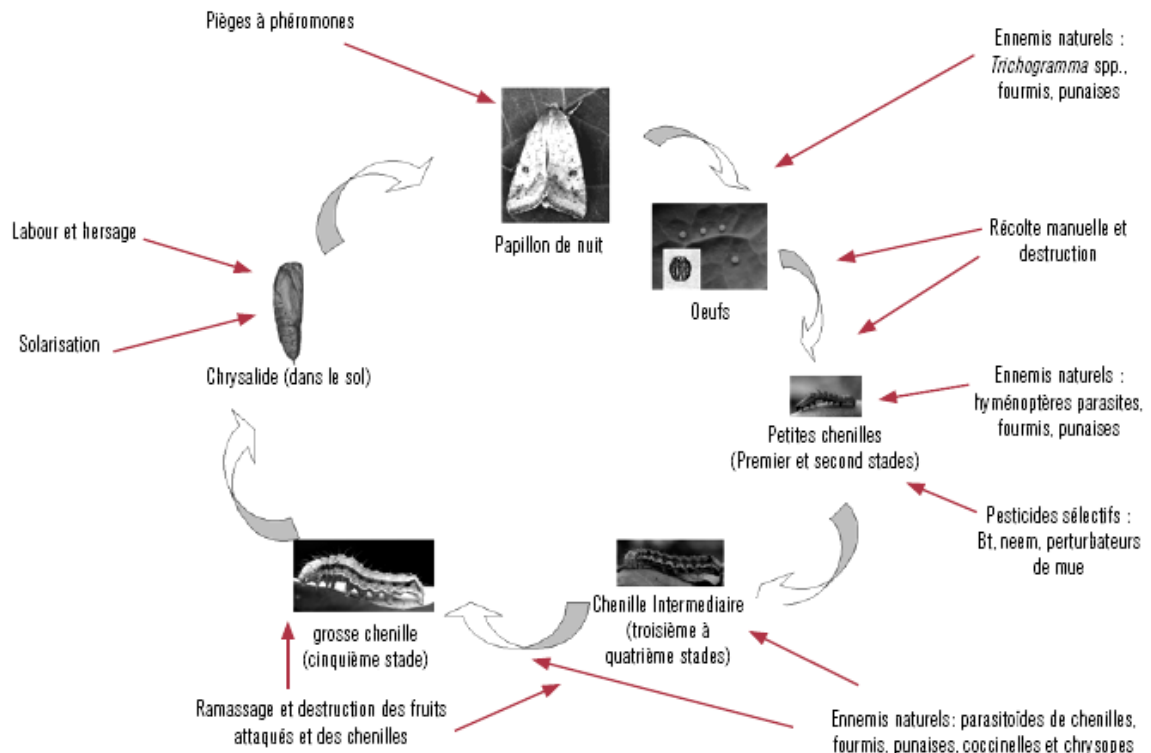 Pièges à phéromones
Ennemis naturels :
Trichogramma spp.,
fourmis, punaises
Papillon de nuit
Labour et hersage
Récolte manuelle et
destruction
Oeufs
Solarisation
Chrysalide (dans le sol)
Ennemis naturels :
hyménoptères parasites,
fourmis, punaises
Petites chenilles
(Premier et second stades)
Pesticides sélectifs :
Bt, neem, perturbateurs
de mue
Chenille Intermediaire
(troisième à
quatrième stades)
grosse chenille
(cinquième stade)
Ramassage et destruction des fruits
attaqués et des chenilles
Ennemis naturels: parasitoïdes de chenilles,
fourmis, punaises, coccinelles et chrysopes